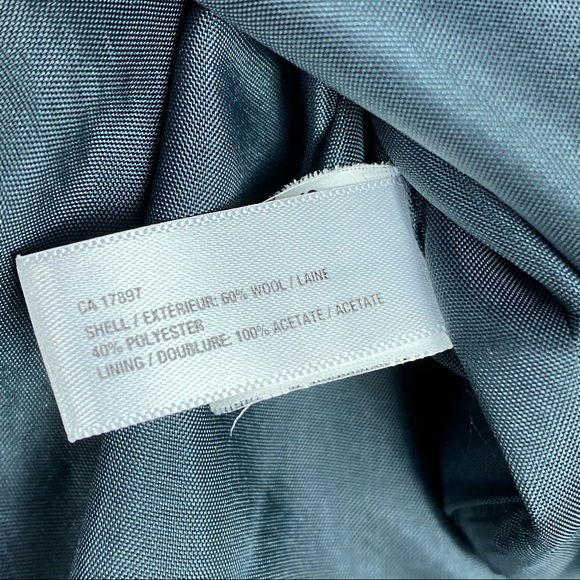 CA 17897
SHELL / EXTÉRIEUR: 60% WOOL / LAINE
40% POLYESTER
LINING / DOUBLURE: 100% ACETATE / ACÉTATE